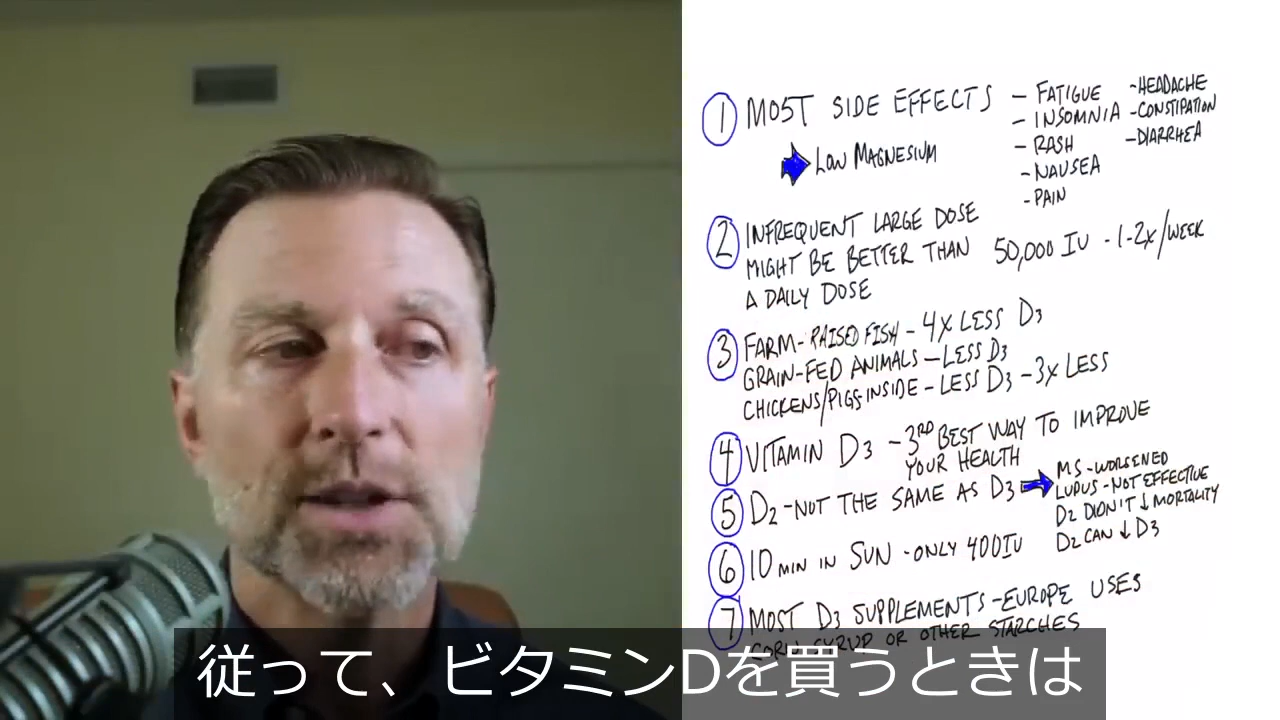 1 MOST SIDE EFFECTS - FATIGUE - HEADACHE
- INSOMNIA - CONSTIPATION
- RASH - DIARRHEA
➡ LOW MAGNESIUM - NAUSEA
- PAIN
2 INFREQUENT LARGE DOSE
MIGHT BE BETTER THAN 50,000 IU - 1-2x/WEEK
A DAILY DOSE
3 FARM-RAISED FISH - 4X LESS D3
GRAIN-FED ANIMALS - LESS D3
CHICKENS/PIGS-INSIDE - LESS D3 - 3X LESS
4 VITAMIN D3 - 3RD BEST WAY TO IMPROVE
YOUR HEALTH
5 D2 - NOT THE SAME AS D3 ➡ MS - WORSENED
LUPUS - NOT EFFECTIVE
D2 DIDN'T ↓ MORTALITY
D2 CAN ↓ D3
6 10 MIN IN SUN - ONLY 400IU
7 MOST D3 SUPPLEMENTS - EUROPE USES
CORN SYRUP OR OTHER STARCHES
従って、ビタミンDを買うときは